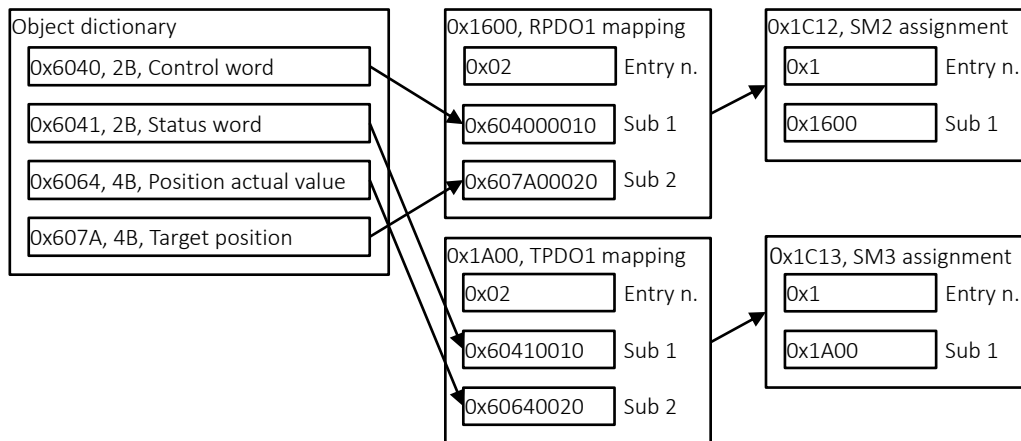 Object dictionary
0x6040, 2B, Control word
0x6041, 2B, Status word
0x6064, 4B, Position actual value
0x607A, 4B, Target position
0x1600, RPDO1 mapping
0x02 Entry n.
0x604000010 Sub 1
0x607A00020 Sub 2
0x1A00, TPDO1 mapping
0x02 Entry n.
0x60410010 Sub 1
0x60640020 Sub 2
0x1C12, SM2 assignment
0x1 Entry n.
0x1600 Sub 1
0x1C13, SM3 assignment
0x1 Entry n.
0x1A00 Sub 1